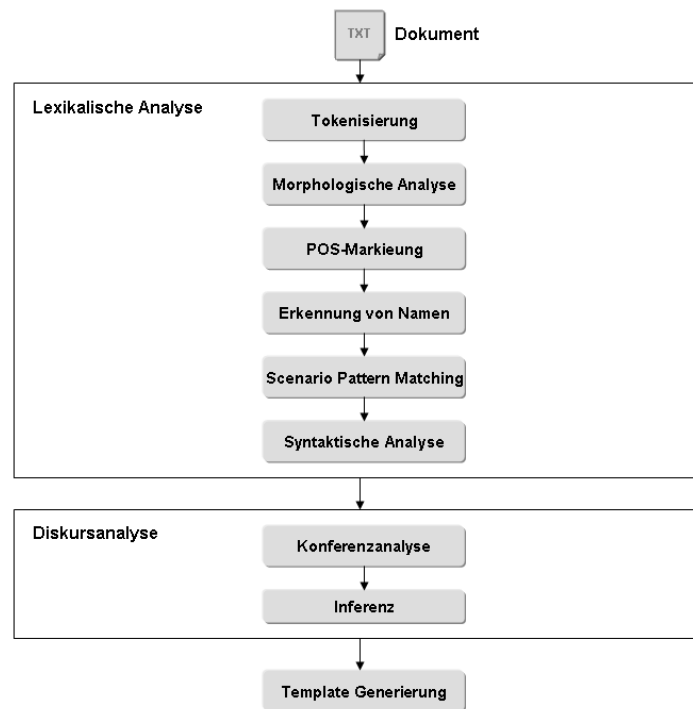 TXT
Dokument
Lexikalische Analyse
Tokenisierung
Morphologische Analyse
POS-Markieung
Erkennung von Namen
Scenario Pattern Matching
Syntaktische Analyse
Diskursanalyse
Konferenzanalyse
Inferenz
Template Generierung